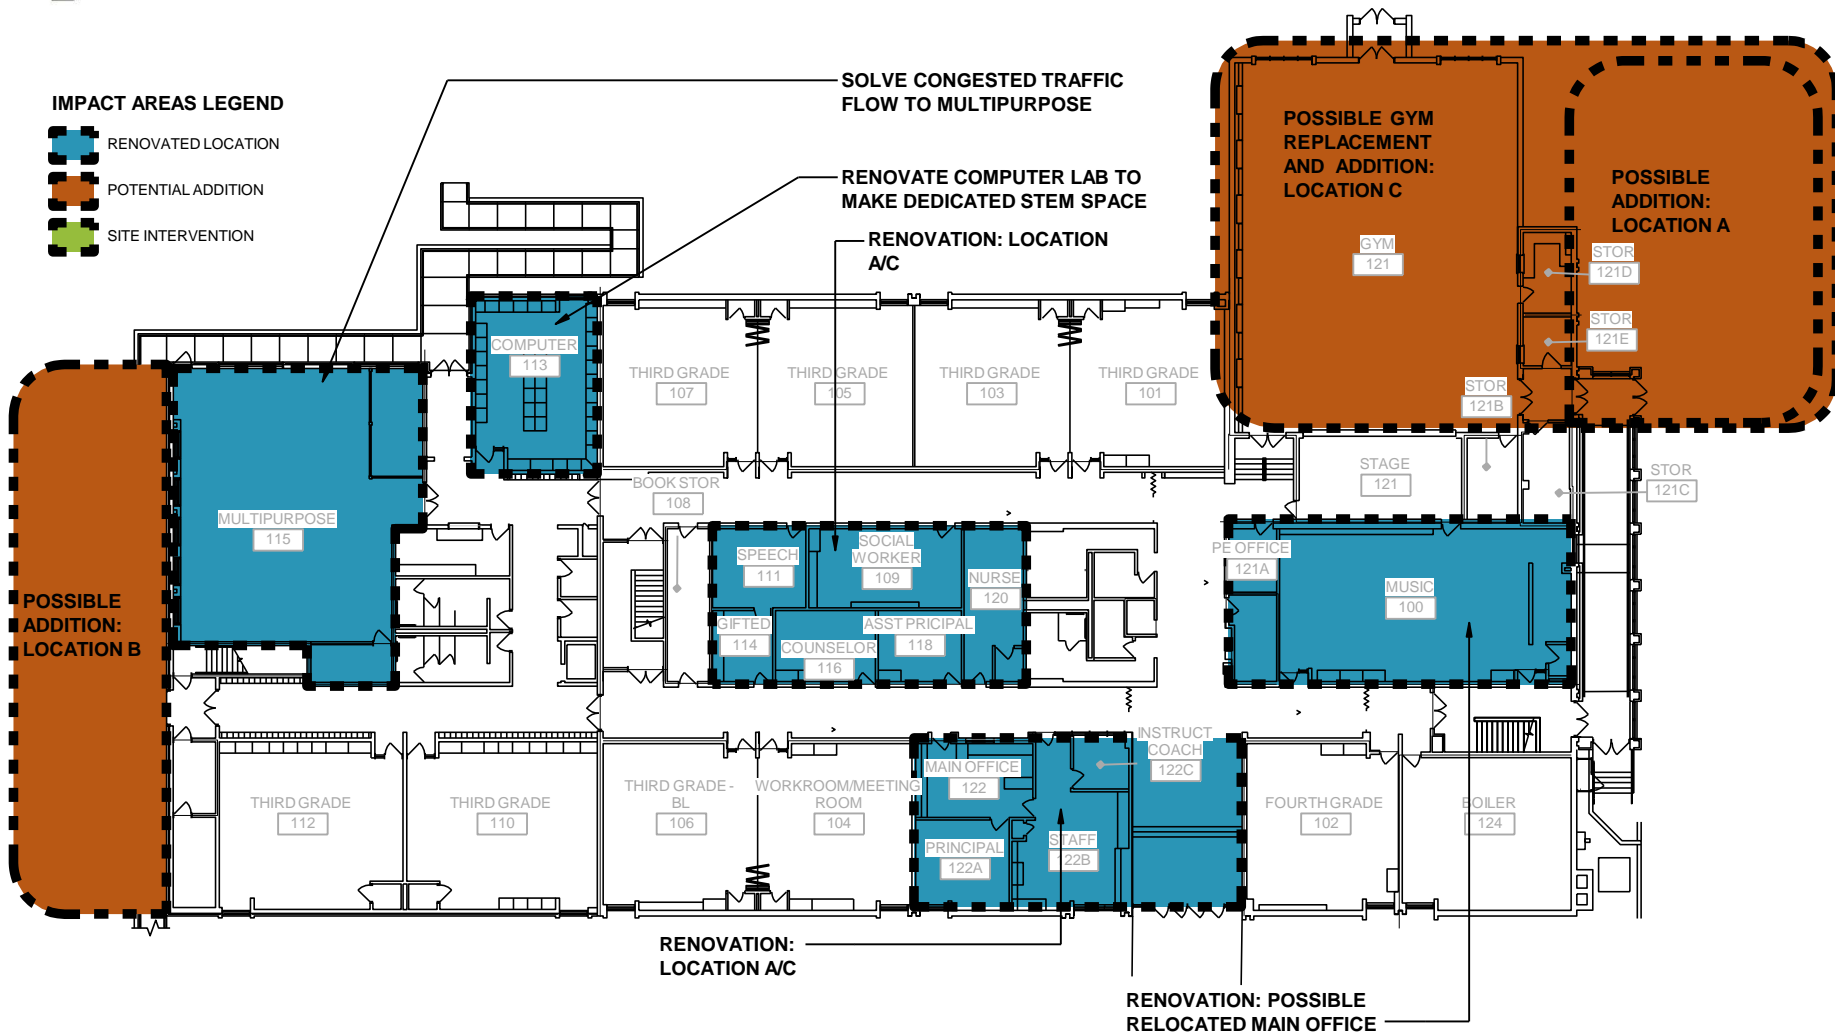 IMPACT AREAS LEGEND
RENOVATED LOCATION
POTENTIAL ADDITION
SITE INTERVENTION
SOLVE CONGESTED TRAFFIC
FLOW TO MULTIPURPOSE
RENOVATE COMPUTER LAB TO
MAKE DEDICATED STEM SPACE
RENOVATION: LOCATION
A/C
POSSIBLE GYM
REPLACEMENT
AND ADDITION:
LOCATION C
POSSIBLE
ADDITION:
LOCATION A
GYM
121
STOR
121D
STOR
121E
STOR
121B
STOR
121C
STAGE
121
COMPUTER
113
THIRD GRADE
107
THIRD GRADE
105
THIRD GRADE
103
THIRD GRADE
101
BOOK STOR
108
MULTIPURPOSE
115
SPEECH
111
SOCIAL
WORKER
109
NURSE
120
GIFTED
114
COUNSELOR
116
ASST PRICIPAL
118
PE OFFICE
121A
MUSIC
100
POSSIBLE
ADDITION:
LOCATION B
THIRD GRADE
112
THIRD GRADE
110
THIRD GRADE -
BL
106
WORKROOM/MEETING
ROOM
104
MAIN OFFICE
122
INSTRUCT
COACH
122C
PRINCIPAL
122A
STAFF
122B
FOURTH GRADE
102
BOILER
124
RENOVATION:
LOCATION A/C
RENOVATION: POSSIBLE
RELOCATED MAIN OFFICE